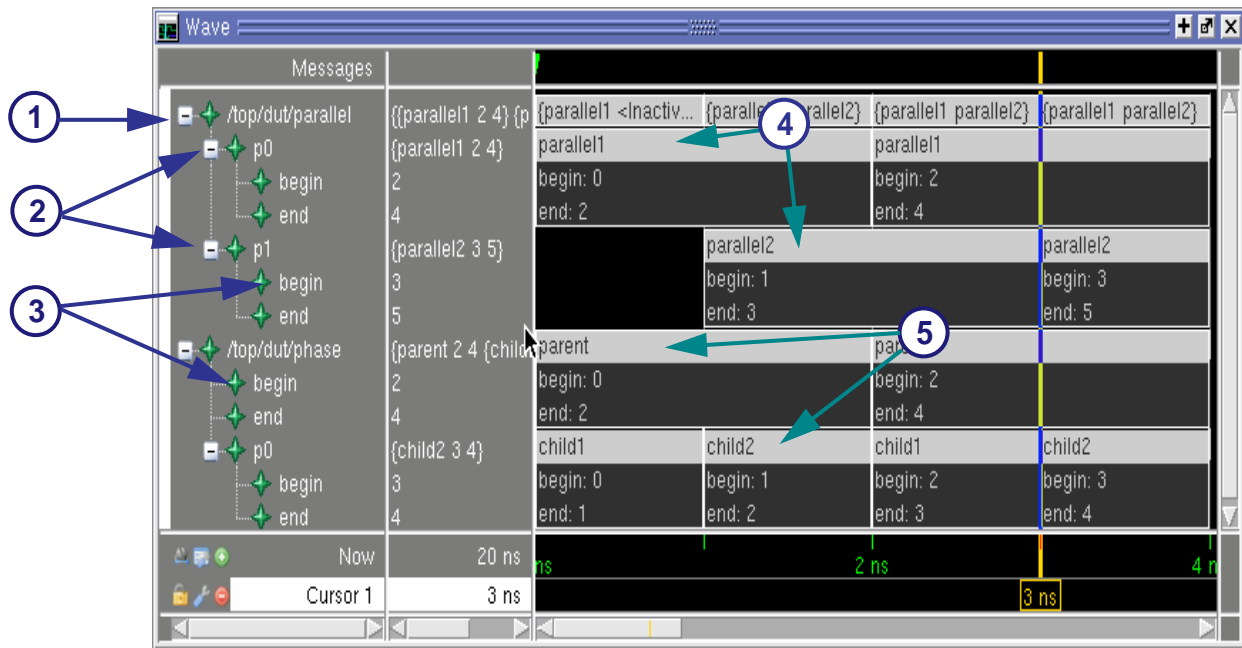 Wave
Messages
1 /top/dut/parallel {{parallel1 2 4} {p {parallel1 <Inactiv... {paralle rallel2} {parallel1 parallel2} {parallel1 parallel2}
4
2 p0 {parallel1 2 4} parallel1 parallel1
begin 2 begin: 0 begin: 2
end 4 end: 2 end: 4
p1 {parallel2 3 5} parallel2 parallel2
3 begin 3 begin: 1 begin: 3
end 5 end: 3 end: 5
5
/top/dut/phase {parent 2 4 {child parent par
begin 2 begin: 0 begin: 2
end 4 end: 2 end: 4
p0 {child2 3 4} child1 child2 child1 child2
begin 3 begin: 0 begin: 1 begin: 2 begin: 3
end 4 end: 1 end: 2 end: 3 end: 4
Now 20 ns ns 2 ns 4 n
Cursor 1 3 ns 3 ns